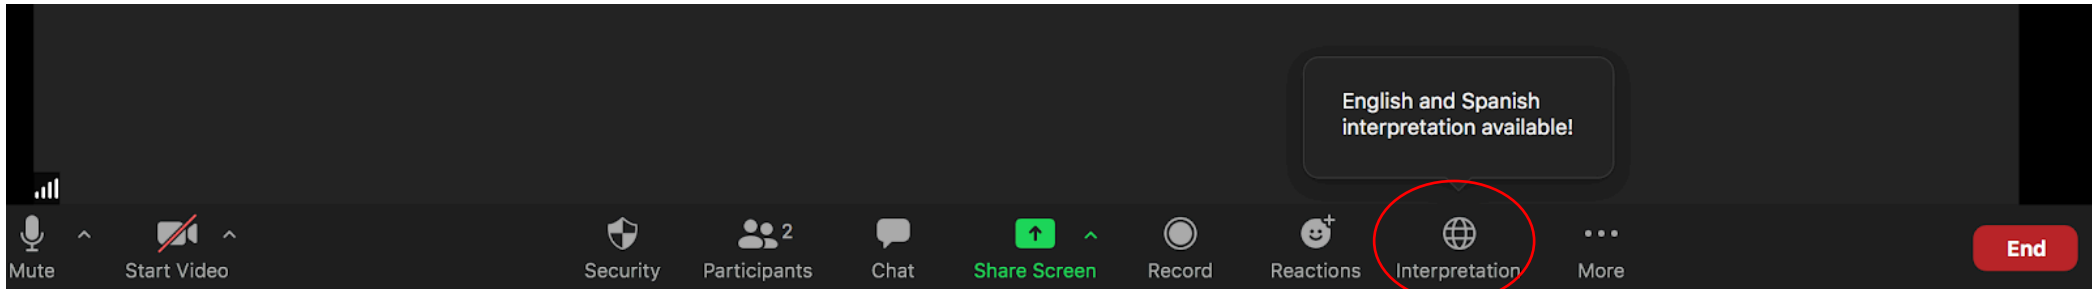 English and Spanish
interpretation available!
2
Mute
Start Video
Security
Participants
Chat
Share Screen
Record
Reactions
Interpretation
More
End